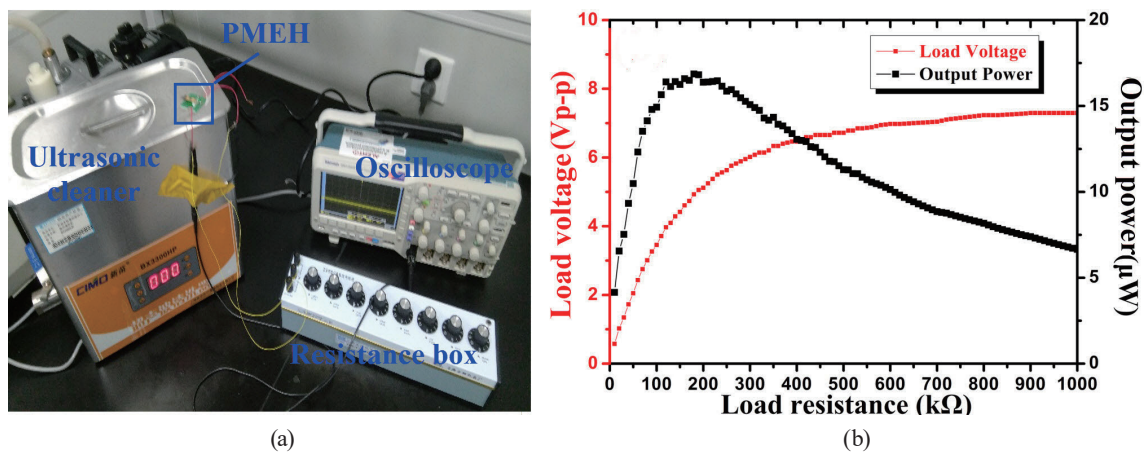 PMEH
Ultrasonic
cleaner
Oscilloscope
CIMO
BX3300HP
000
Resistance box
(a)
Load voltage (Vp-p)
10
8
6
4
2
0
Load Voltage
Output Power
20
15
10
5
0
Output power(μW)
0 100 200 300 400 500 600 700 800 900 1000
Load resistance (kΩ)
(b)